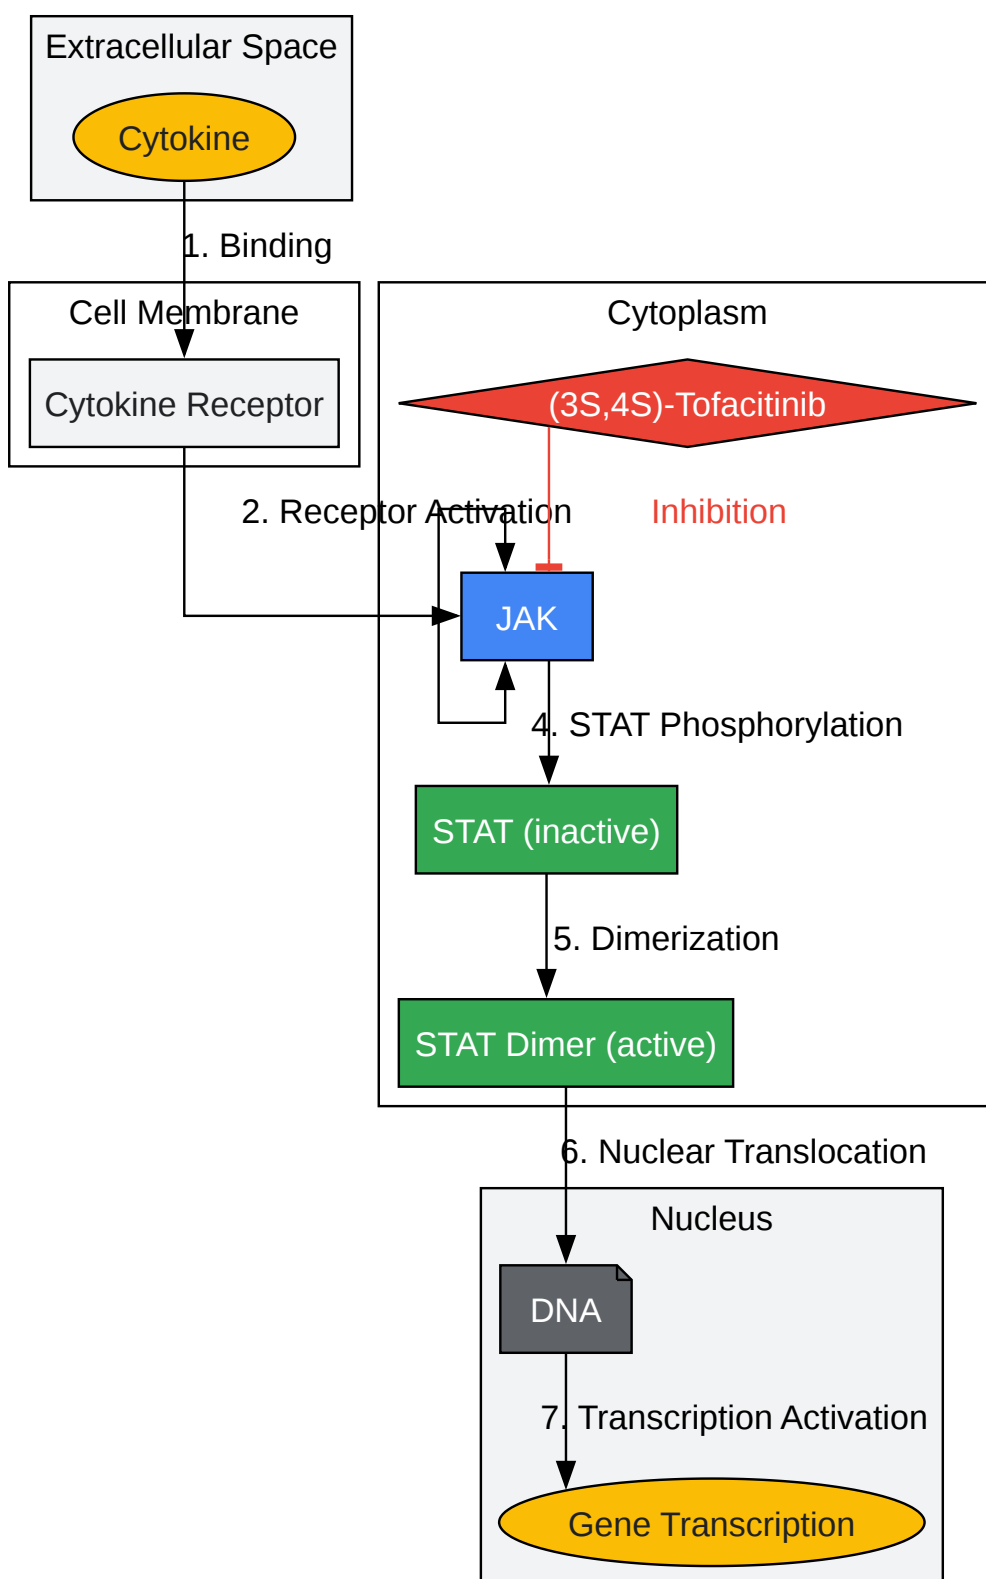 Extracellular Space
Cytokine
1. Binding
Cell Membrane
Cytokine Receptor
Cytoplasm
(3S,4S)-Tofacitinib
2. Receptor Activation
Inhibition
JAK
4. STAT Phosphorylation
STAT (inactive)
5. Dimerization
STAT Dimer (active)
6. Nuclear Translocation
Nucleus
DNA
7. Transcription Activation
Gene Transcription